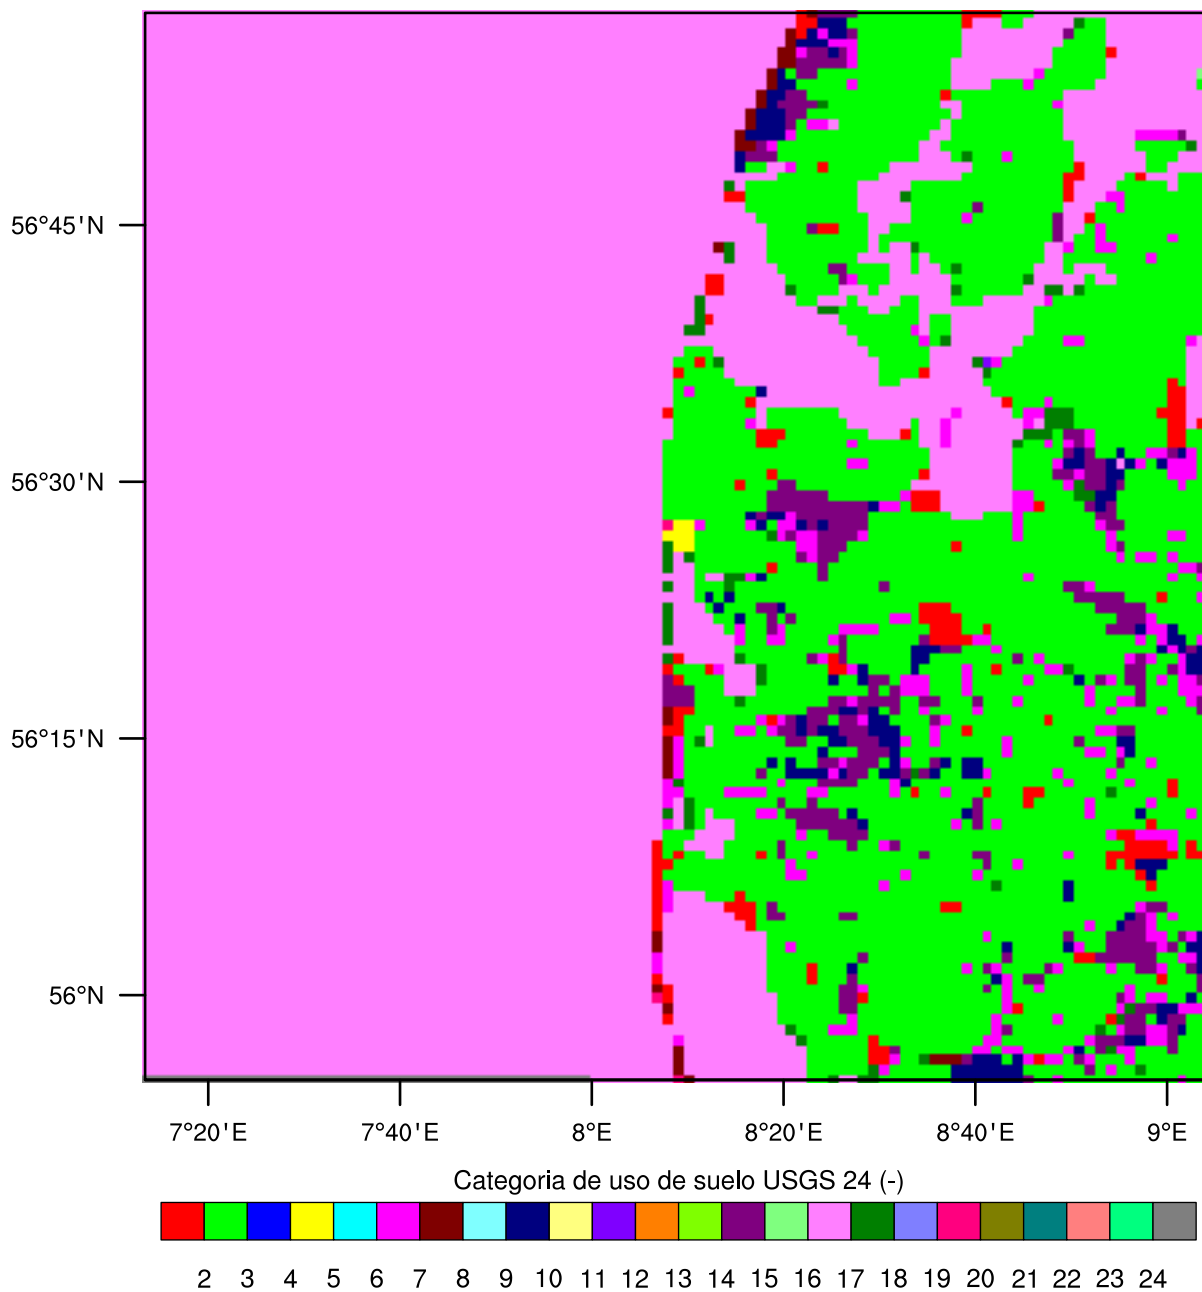 56°45'N
56°30'N
56°15'N
56°N
7°20'E 7°40'E 8°E 8°20'E 8°40'E 9°E
Categoria de uso de suelo USGS 24 (-)
2 3 4 5 6 7 8 9 10 11 12 13 14 15 16 17 18 19 20 21 22 23 24